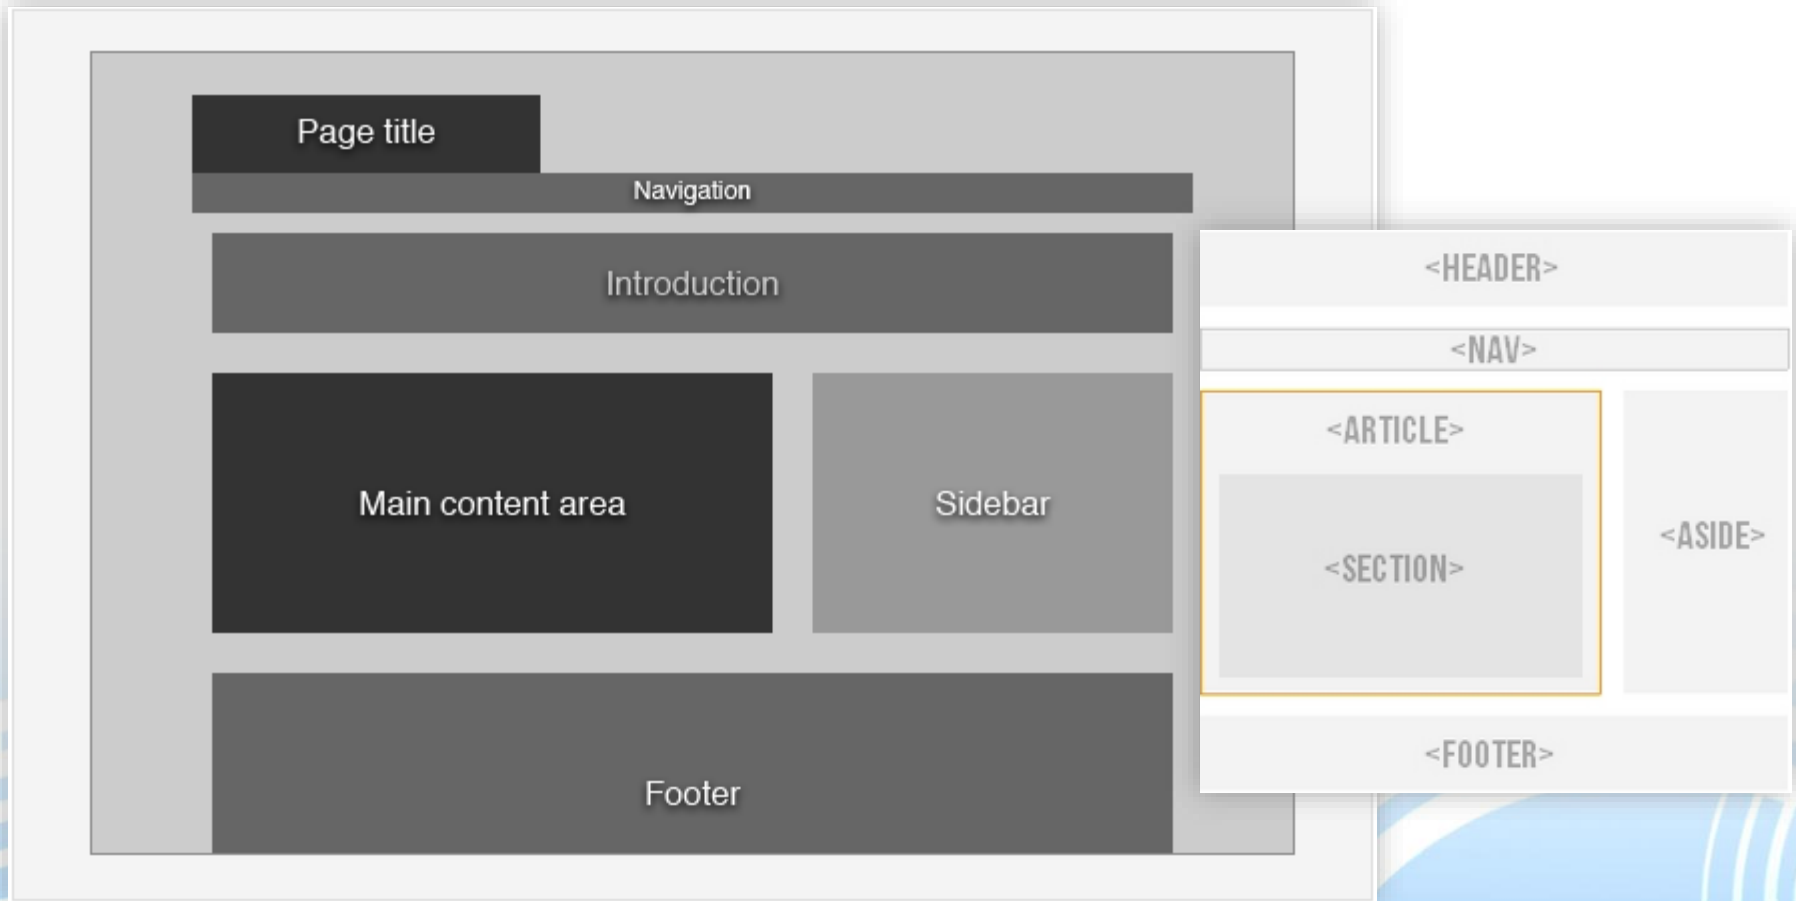 Page title
Navigation
Introduction
Main content area
Sidebar
Footer
<HEADER>
<NAV>
<ARTICLE>
<SECTION>
<ASIDE>
<FOOTER>